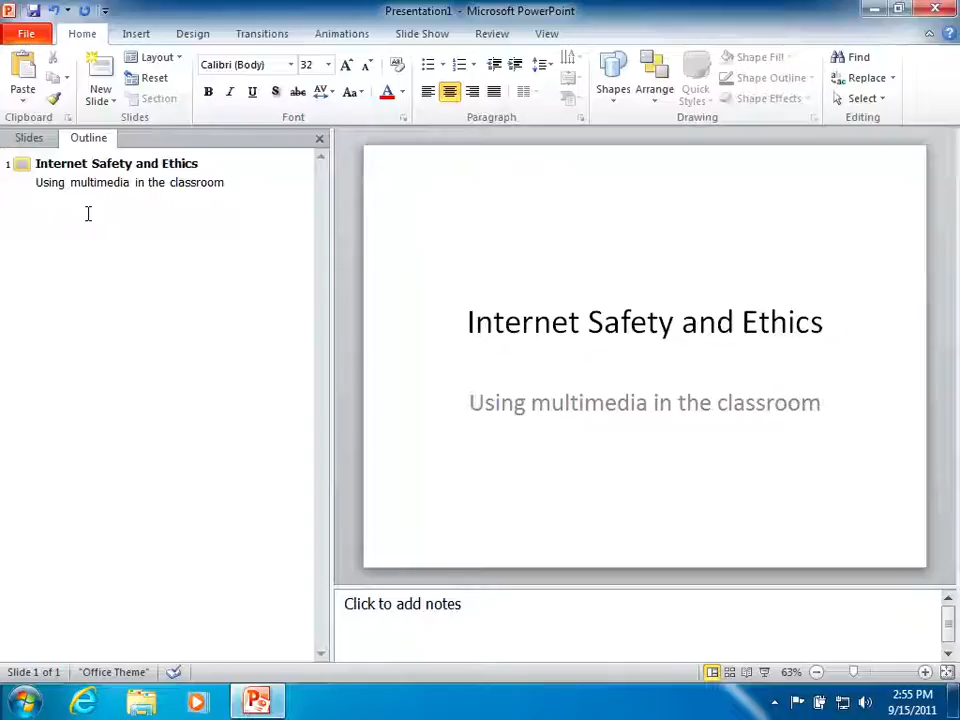 Presentation1 - Microsoft PowerPoint
File Home Insert Design Transitions Animations Slide Show Review View
Paste
Clipboard
New Slide
Layout
Reset
Section
Slides
Calibri (Body) 32
B I U S abc AV Aa A
Font
Paragraph
Shapes
Arrange
Quick Styles
Shape Fill
Shape Outline
Shape Effects
Drawing
Find
Replace
Select
Editing
Slides Outline
1 Internet Safety and Ethics
Using multimedia in the classroom
Internet Safety and Ethics
Using multimedia in the classroom
Click to add notes
Slide 1 of 1 "Office Theme" 63%
2:55 PM
9/15/2011